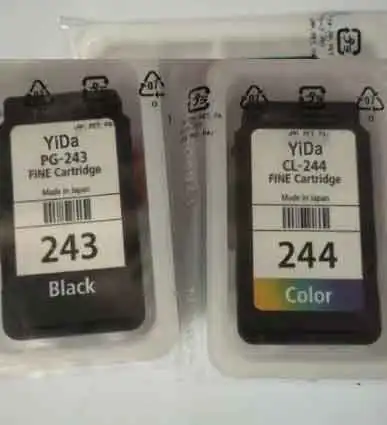 YiDa
PG-243
FINE Cartridge
Made in Japan
243
Black
YiDa
CL-244
FINE Cartridge
Made in Japan
244
Color